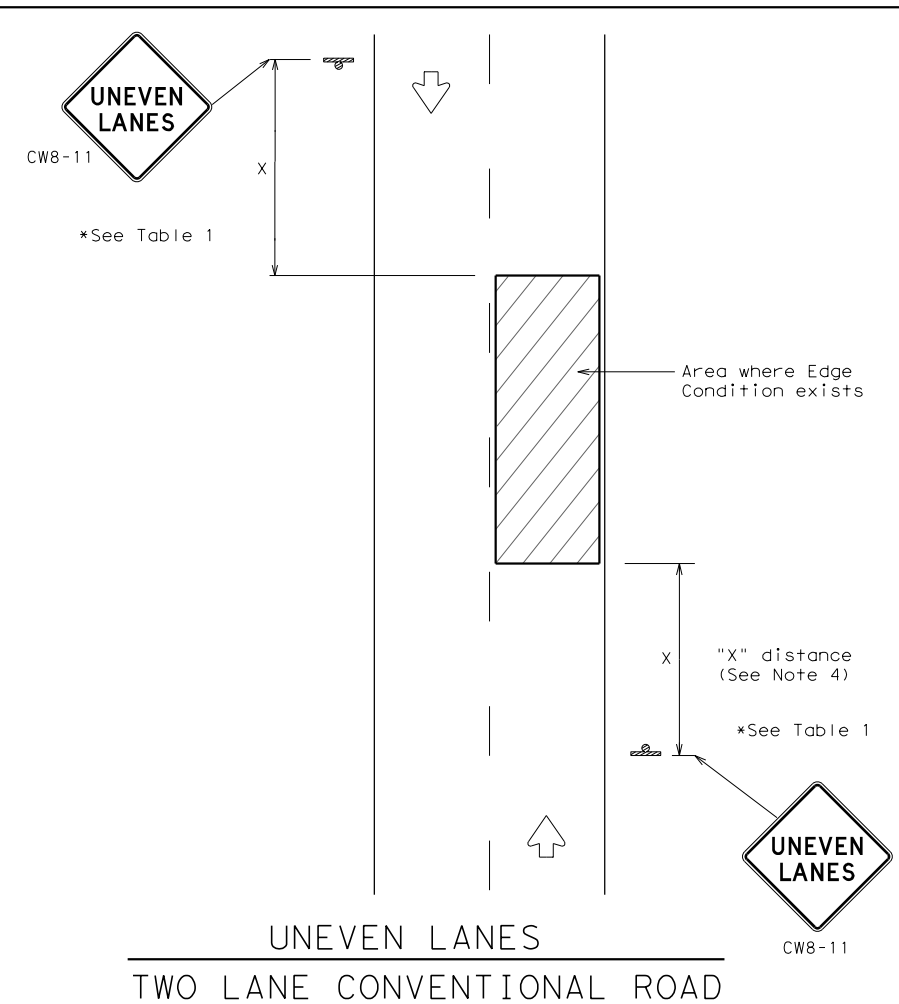 UNEVEN
LANES
CW8-11
X
*See Table 1
Area where Edge
Condition exists
X
"X" distance
(See Note 4)
*See Table 1
UNEVEN
LANES
CW8-11
UNEVEN LANES
TWO LANE CONVENTIONAL ROAD